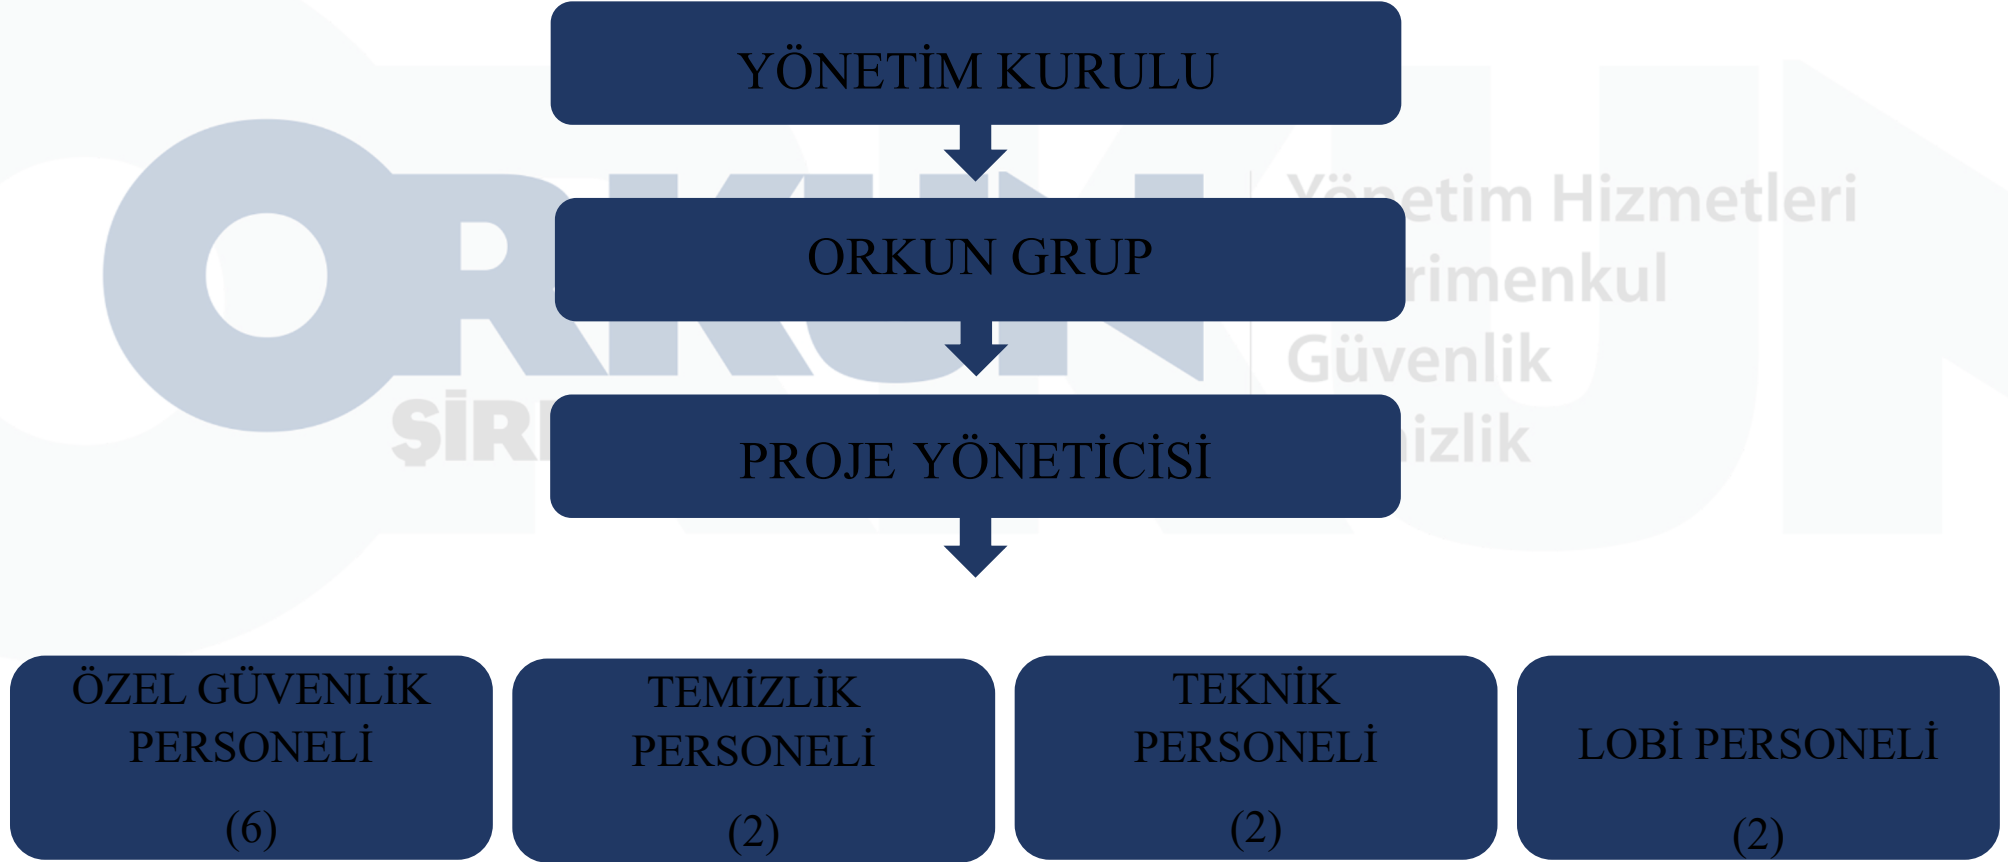 YÖNETİM KURULU
ORKUN
Yönetim Hizmetleri
ORKUN GRUP
Güvenlik
PROJE YÖNETİCİSİ
ÖZEL GÜVENLİK
PERSONELİ
(6)
TEMİZLİK
PERSONELİ
(2)
TEKNİK
PERSONELİ
(2)
LOBİ PERSONELİ
(2)